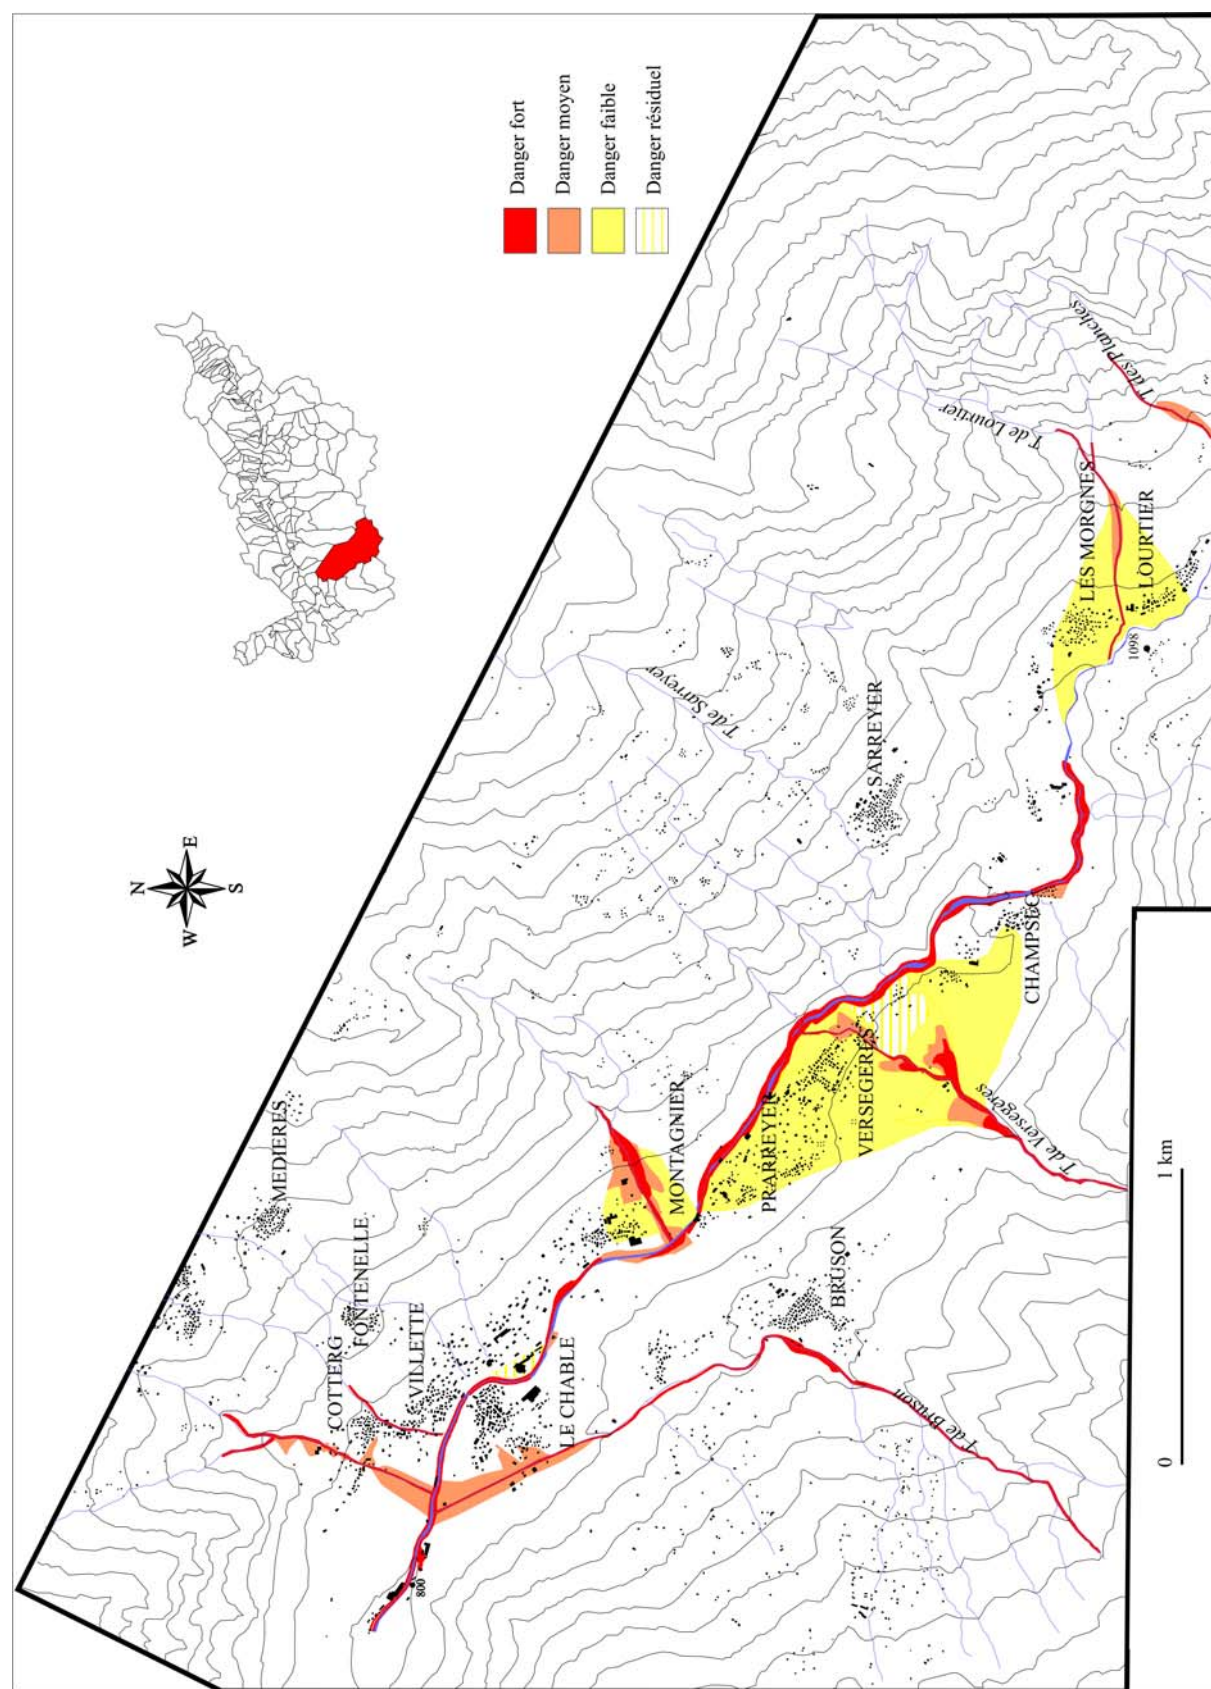 N
W
E
S
Danger fort
Danger moyen
Danger faible
Danger résiduel
MEDIERES
FONTENELLE
COTTERG
VILLETTE
LE CHABLE
800
MONTAGNIER
BRUSON
T de Bruson
PRARREYER
VERSEGERES
T de Versegères
T de Sarreyer
SARREYER
CHAMPSEC
T de Lourtier
T des Planches
LES MORGNES
LOURTIER
1098
0
1 km